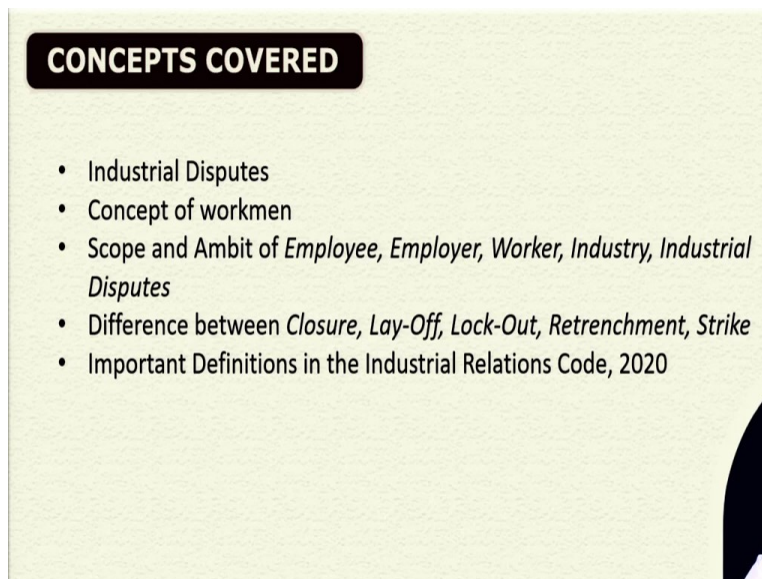 CONCEPTS COVERED
• Industrial Disputes
• Concept of workmen
• Scope and Ambit of Employee, Employer, Worker, Industry, Industrial
Disputes
• Difference between Closure, Lay-Off, Lock-Out, Retrenchment, Strike
• Important Definitions in the Industrial Relations Code, 2020